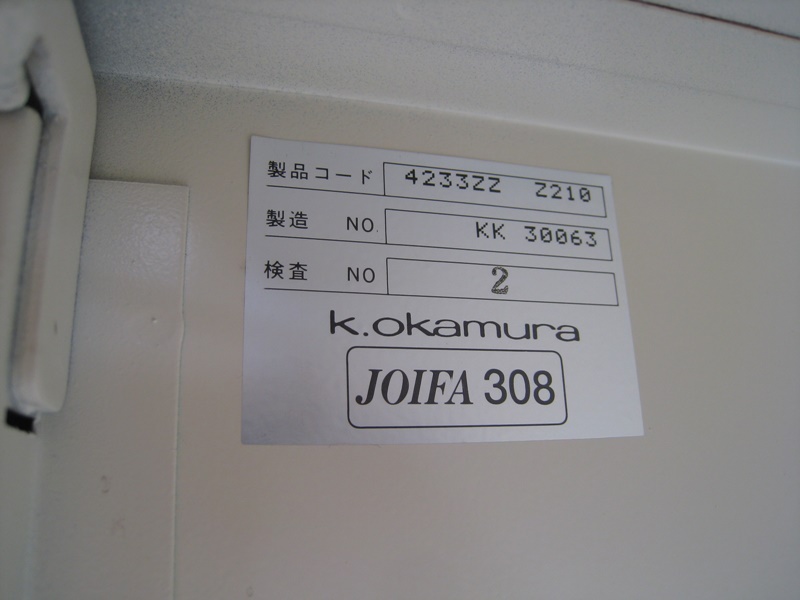 製品コード 4233ZZ Z210
製造 NO. KK 30063
検査 NO 2
k.okamura
JOIFA 308